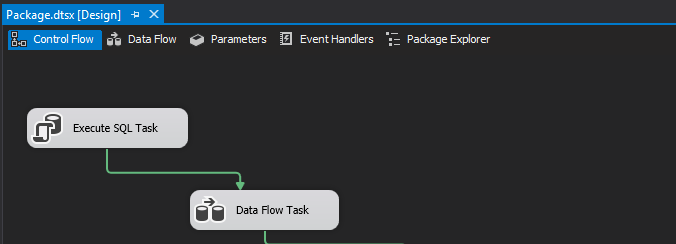 Package.dtsx [Design]
Control Flow Data Flow Parameters Event Handlers Package Explorer
Execute SQL Task
Data Flow Task